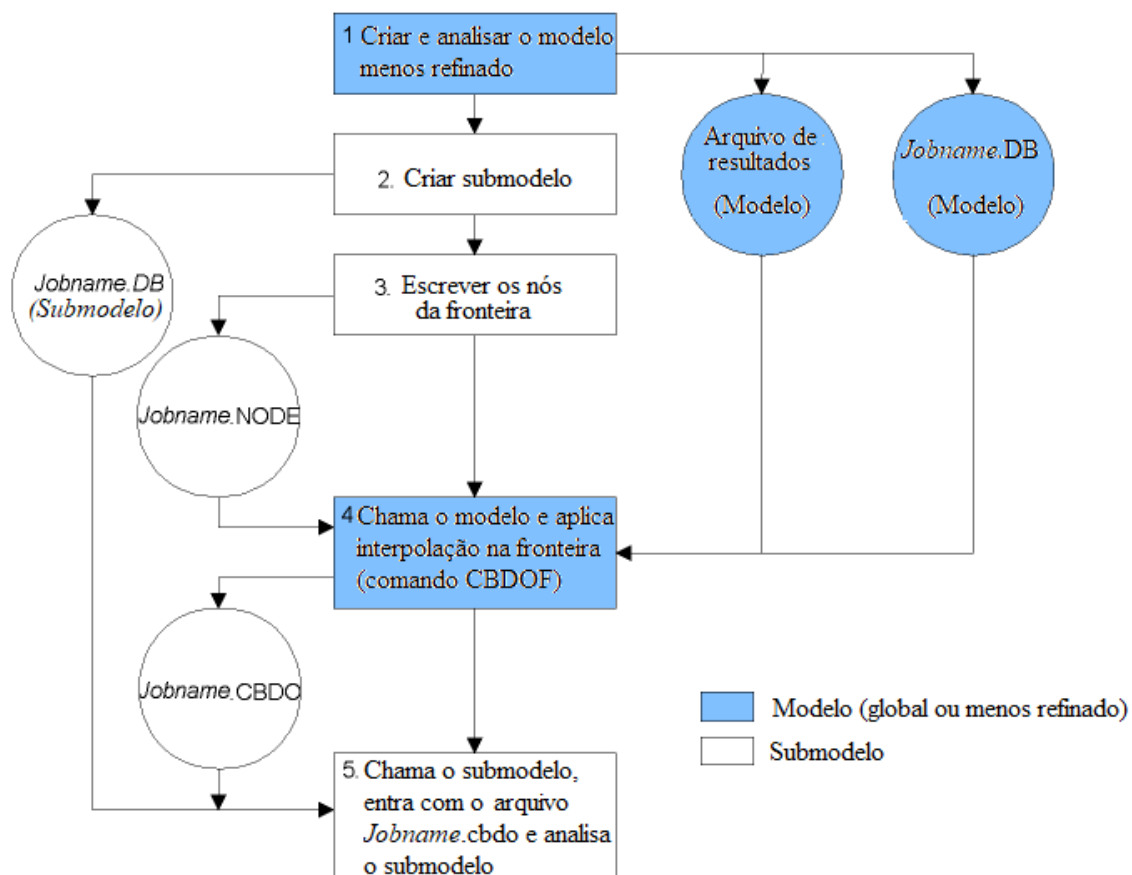 1 Criar e analisar o modelo
menos refinado
Arquivo de
resultados
(Modelo)
Jobname.DB
(Modelo)
2. Criar submodelo
Jobname.DB
(Submodelo)
3. Escrever os nós
da fronteira
Jobname.NODE
4 Chama o modelo e aplica
interpolação na fronteira
(comando CBDOF)
Jobname.CBDO
Modelo (global ou menos refinado)
Submodelo
5. Chama o submodelo,
entra com o arquivo
Jobname.cbdo e analisa
o submodelo